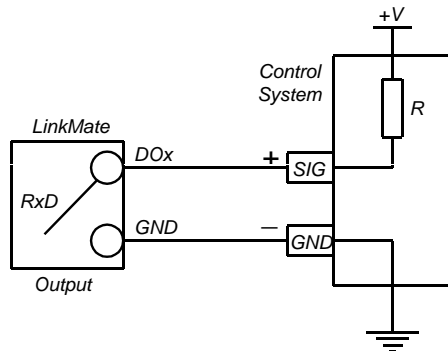 +V
Control
System
R
LinkMate
DOx
+
SIG
RxD
GND
−
GND
Output